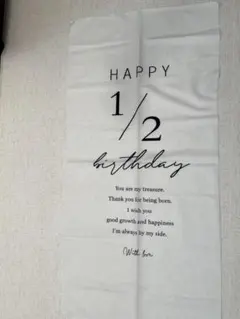 HAPPY
1/2
birthday
You are my treasure.
Thank you for being born.
I wish you
good growth and happiness
I'm always by my side.
With love